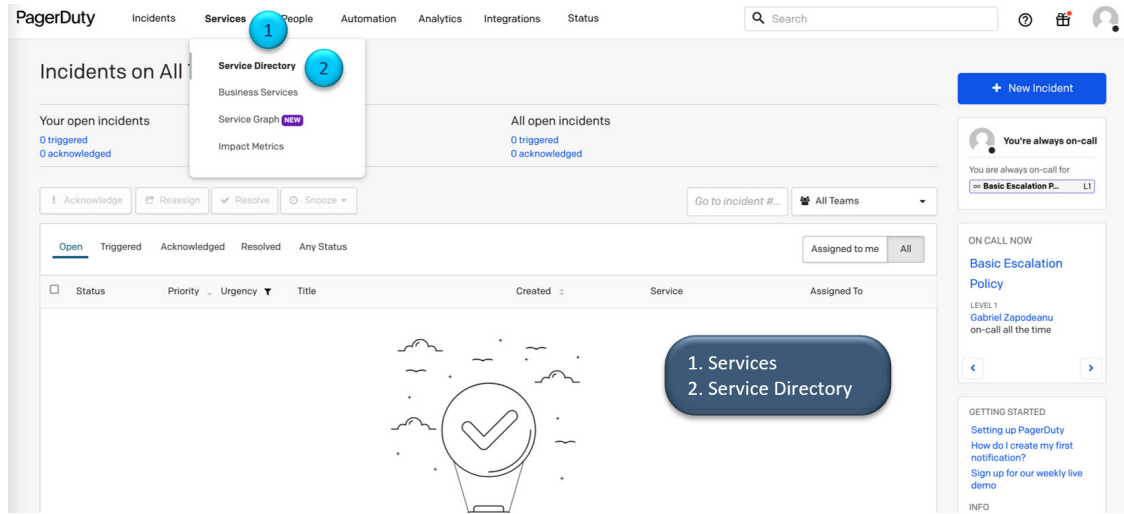 PagerDuty
Incidents
Services
People
Automation
Analytics
Integrations
Status
Search
1
Service Directory
2
Business Services
Service Graph NEW
Impact Metrics
Incidents on All
+ New Incident
Your open incidents
0 triggered
0 acknowledged
All open incidents
0 triggered
0 acknowledged
You're always on-call
You are always on-call for
Basic Escalation P... L1
! Acknowledge
Reassign
Resolve
Snooze
Go to incident #...
All Teams
Open
Triggered
Acknowledged
Resolved
Any Status
Assigned to me
All
Status
Priority
Urgency
Title
Created
Service
Assigned To
ON CALL NOW
Basic Escalation
Policy
LEVEL 1
Gabriel Zapodeanu
on-call all the time
1. Services
2. Service Directory
GETTING STARTED
Setting up PagerDuty
How do I create my first
notification?
Sign up for our weekly live
demo
INFO